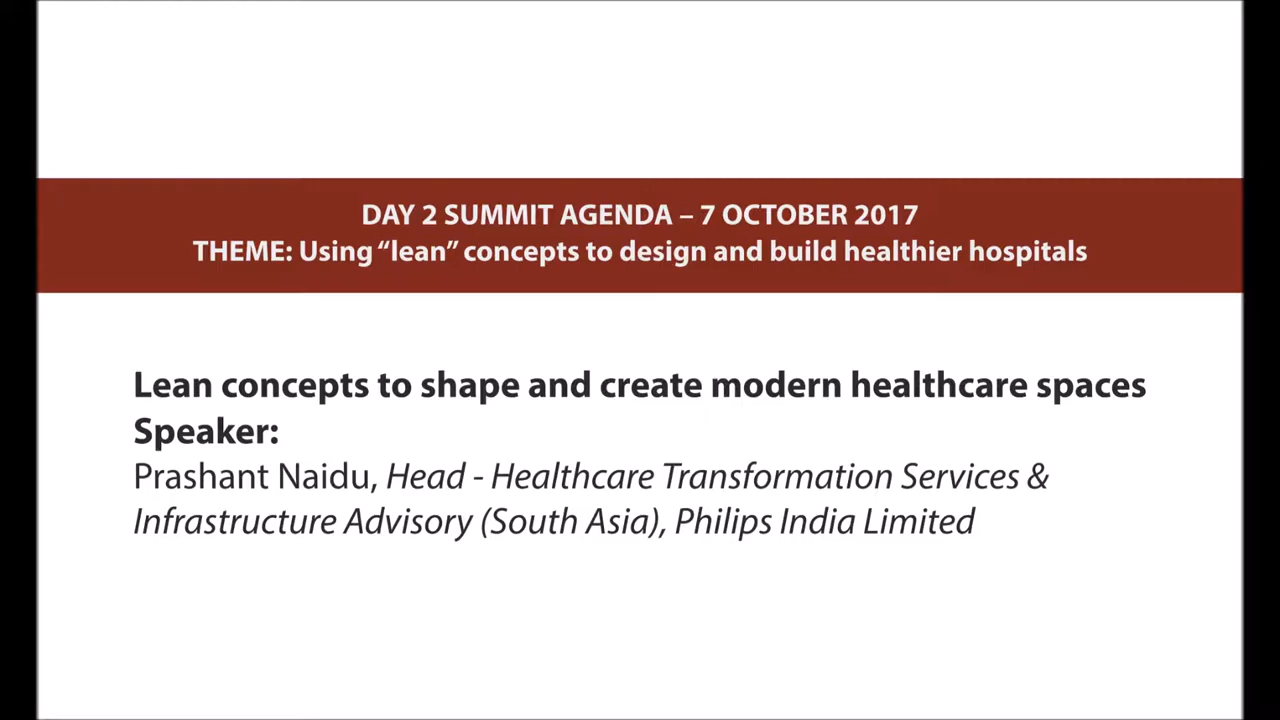 DAY 2 SUMMIT AGENDA – 7 OCTOBER 2017
THEME: Using “lean” concepts to design and build healthier hospitals
Lean concepts to shape and create modern healthcare spaces
Speaker:
Prashant Naidu, Head - Healthcare Transformation Services &
Infrastructure Advisory (South Asia), Philips India Limited